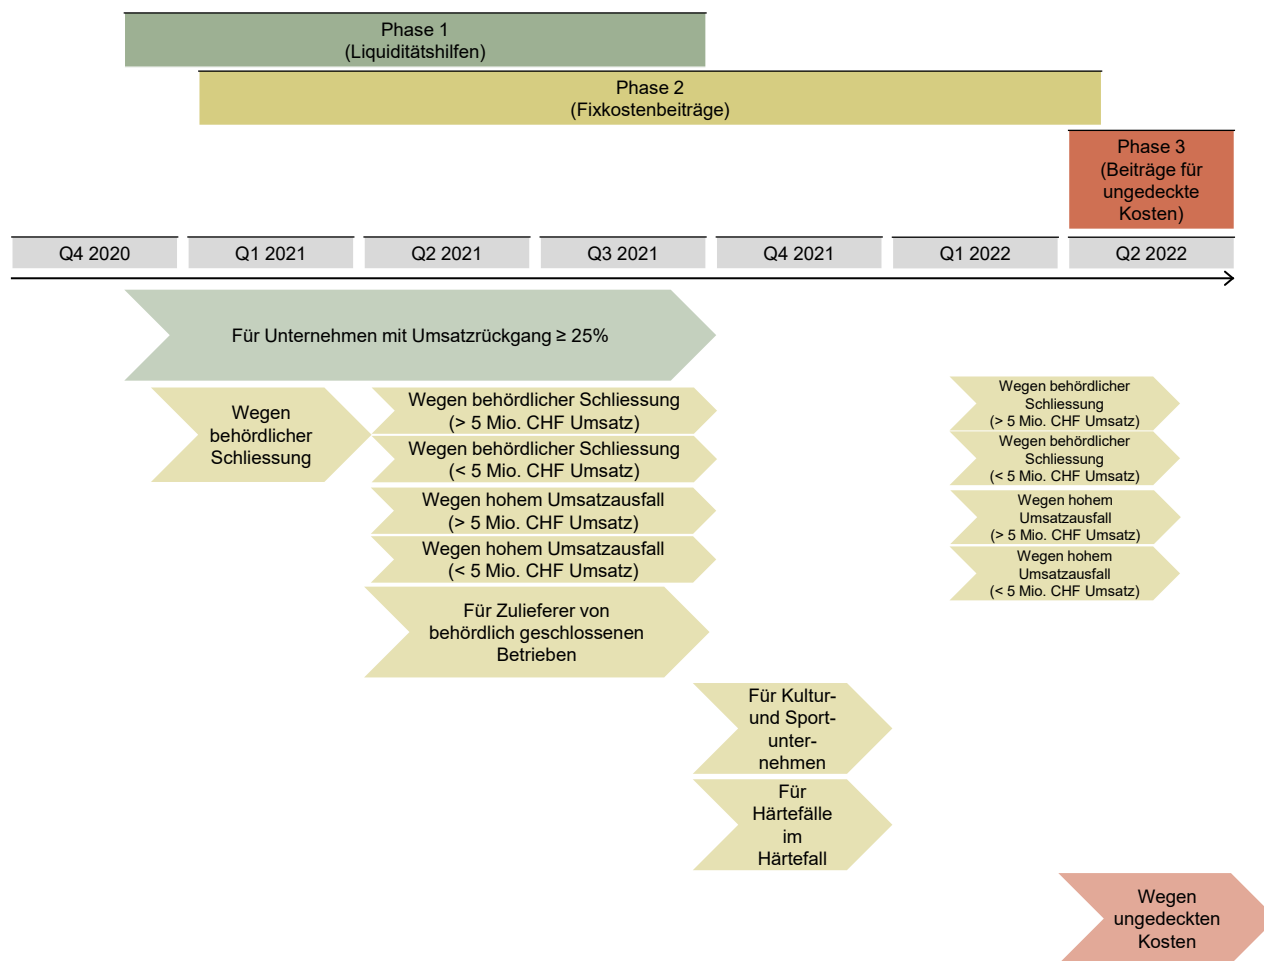 Phase 1
(Liquiditätshilfen)
Phase 2
(Fixkostenbeiträge)
Phase 3
(Beiträge für
ungedeckte
Kosten)
Q4 2020
Q1 2021
Q2 2021
Q3 2021
Q4 2021
Q1 2022
Q2 2022
Für Unternehmen mit Umsatzrückgang ≥ 25%
Wegen
behördlicher
Schliessung
Wegen behördlicher Schliessung
(> 5 Mio. CHF Umsatz)
Wegen behördlicher Schliessung
(< 5 Mio. CHF Umsatz)
Wegen hohem Umsatzausfall
(> 5 Mio. CHF Umsatz)
Wegen hohem Umsatzausfall
(< 5 Mio. CHF Umsatz)
Für Zulieferer von
behördlich geschlossenen
Betrieben
Wegen behördlicher
Schliessung
(> 5 Mio. CHF Umsatz)
Wegen behördlicher
Schliessung
(< 5 Mio. CHF Umsatz)
Wegen hohem
Umsatzausfall
(> 5 Mio. CHF Umsatz)
Wegen hohem
Umsatzausfall
(< 5 Mio. CHF Umsatz)
Für Kultur-
und Sport-
unter-
nehmen
Für
Härtefälle
im
Härtefall
Wegen
ungedeckten
Kosten